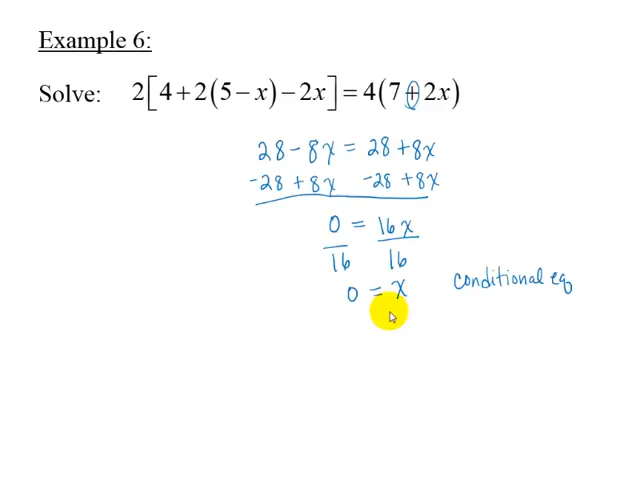 Example 6:
Solve: 2[4+2(5−x)−2x]=4(7+2x)
28 − 8x = 28 + 8x
−28 + 8x −28 + 8x
0 = 16x
16 16
0 = x conditional eq